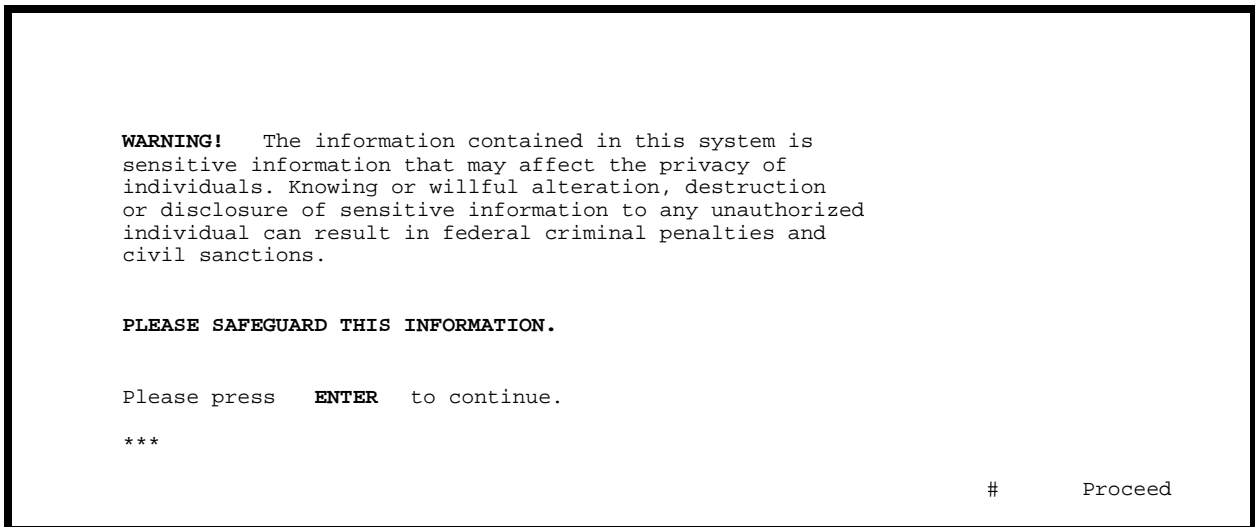 WARNING! The information contained in this system is
sensitive information that may affect the privacy of
individuals. Knowing or willful alteration, destruction
or disclosure of sensitive information to any unauthorized
individual can result in federal criminal penalties and
civil sanctions.
PLEASE SAFEGUARD THIS INFORMATION.
Please press ENTER to continue.
***
# Proceed